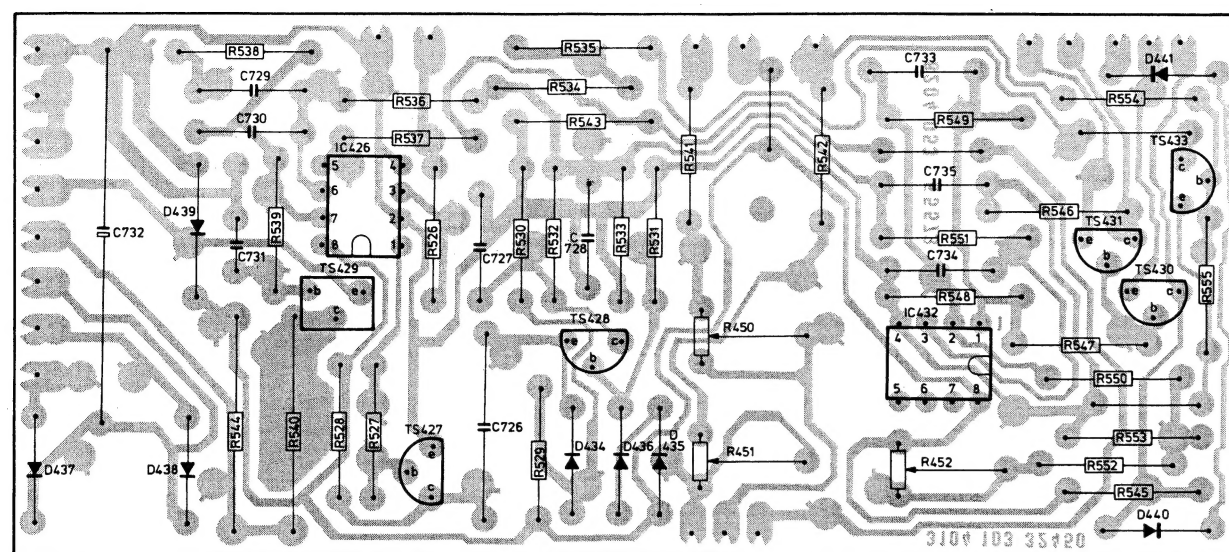 R538
C729
C730
R536
R537
IC426
5 4
6 3
7 2
8 1
R535
R534
R543
R541
R542
C733
R549
C735
D441
R554
TS433
c
b
e
R546
TS431
e c
b
R551
C734
R548
TS430
e c
b
R555
IC432
4 3 2 1
5 6 7 8
R547
R550
R553
R552
R545
D440
C732
D439
C731
R539
R526
C727
R530
R532
C
728
R533
R531
TS429
b e
c
TS428
e c
b
R450
R451
R452
D437
D438
R544
R540
R528
R527
TS427
e
b
c
C726
R529
D434
D436
D
435
3104 103 32450